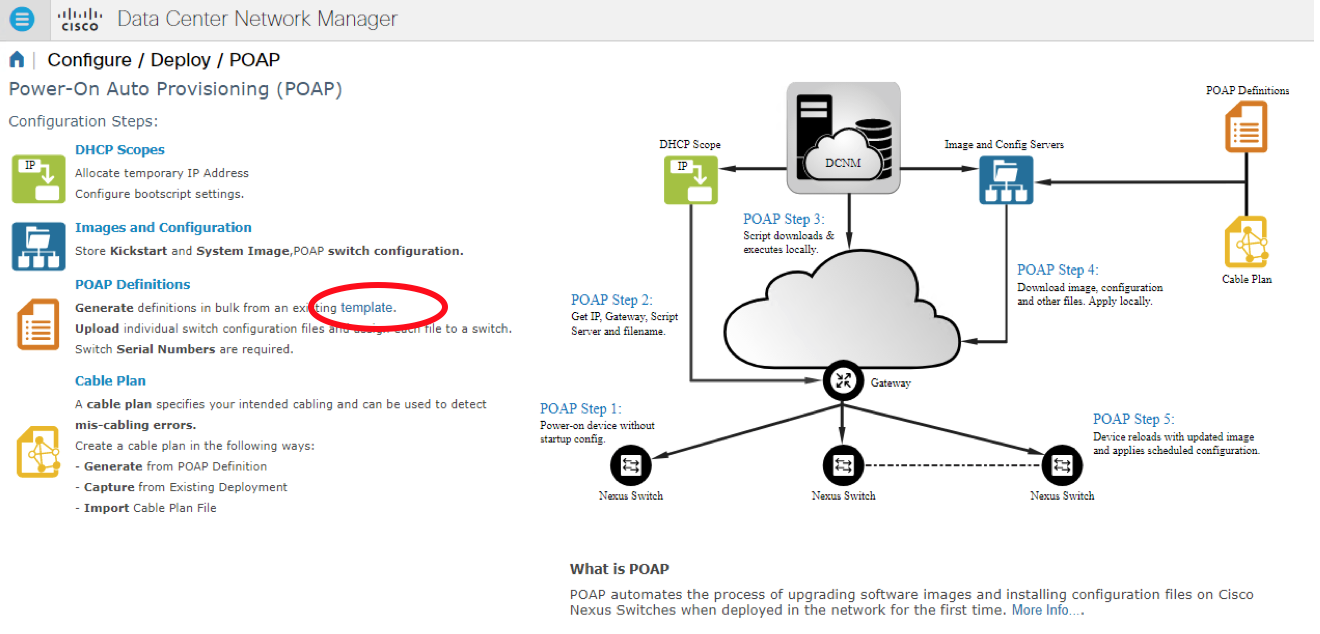 CISCO Data Center Network Manager
Configure / Deploy / POAP
Power-On Auto Provisioning (POAP)
Configuration Steps:
IP
DHCP Scopes
Allocate temporary IP Address
Configure bootscript settings.
Images and Configuration
Store Kickstart and System Image,POAP switch configuration.
POAP Definitions
Generate definitions in bulk from an existing template.
Upload individual switch configuration files and assign each file to a switch.
Switch Serial Numbers are required.
Cable Plan
A cable plan specifies your intended cabling and can be used to detect
mis-cabling errors.
Create a cable plan in the following ways:
- Generate from POAP Definition
- Capture from Existing Deployment
- Import Cable Plan File
POAP Definitions
DHCP Scope
Image and Config Servers
IP
DCNM
POAP Step 3:
Script downloads &
executes locally.
POAP Step 4:
Download image, configuration
and other files. Apply locally.
Cable Plan
POAP Step 2:
Get IP, Gateway, Script
Server and filename.
Gateway
POAP Step 1:
Power-on device without
startup config.
POAP Step 5:
Device reloads with updated image
and applies scheduled configuration.
Nexus Switch
Nexus Switch
Nexus Switch
What is POAP
POAP automates the process of upgrading software images and installing configuration files on Cisco
Nexus Switches when deployed in the network for the first time. More Info....